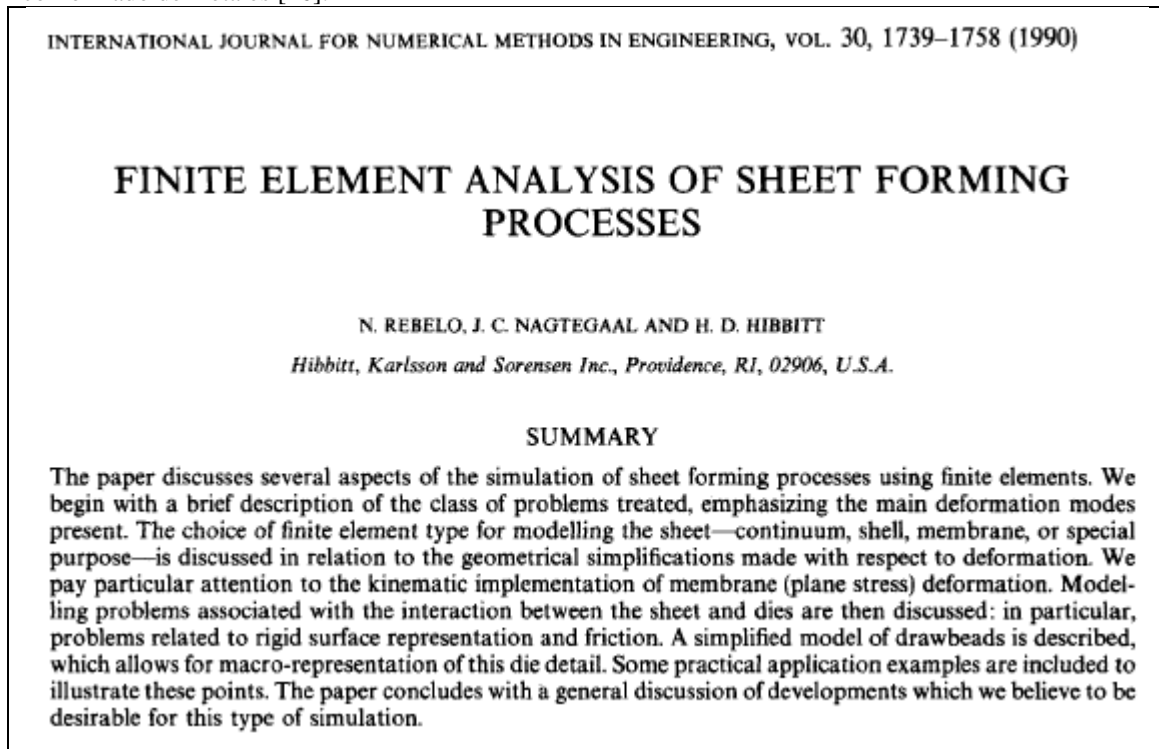 INTERNATIONAL JOURNAL FOR NUMERICAL METHODS IN ENGINEERING, VOL. 30, 1739–1758 (1990)
FINITE ELEMENT ANALYSIS OF SHEET FORMING
PROCESSES
N. REBELO, J. C. NAGTEGAAL AND H. D. HIBBITT
Hibbitt, Karlsson and Sorensen Inc., Providence, RI, 02906, U.S.A.
SUMMARY
The paper discusses several aspects of the simulation of sheet forming processes using finite elements. We
begin with a brief description of the class of problems treated, emphasizing the main deformation modes
present. The choice of finite element type for modelling the sheet—continuum, shell, membrane, or special
purpose—is discussed in relation to the geometrical simplifications made with respect to deformation. We
pay particular attention to the kinematic implementation of membrane (plane stress) deformation. Model-
ling problems associated with the interaction between the sheet and dies are then discussed: in particular,
problems related to rigid surface representation and friction. A simplified model of drawbeads is described,
which allows for macro-representation of this die detail. Some practical application examples are included to
illustrate these points. The paper concludes with a general discussion of developments which we believe to be
desirable for this type of simulation.